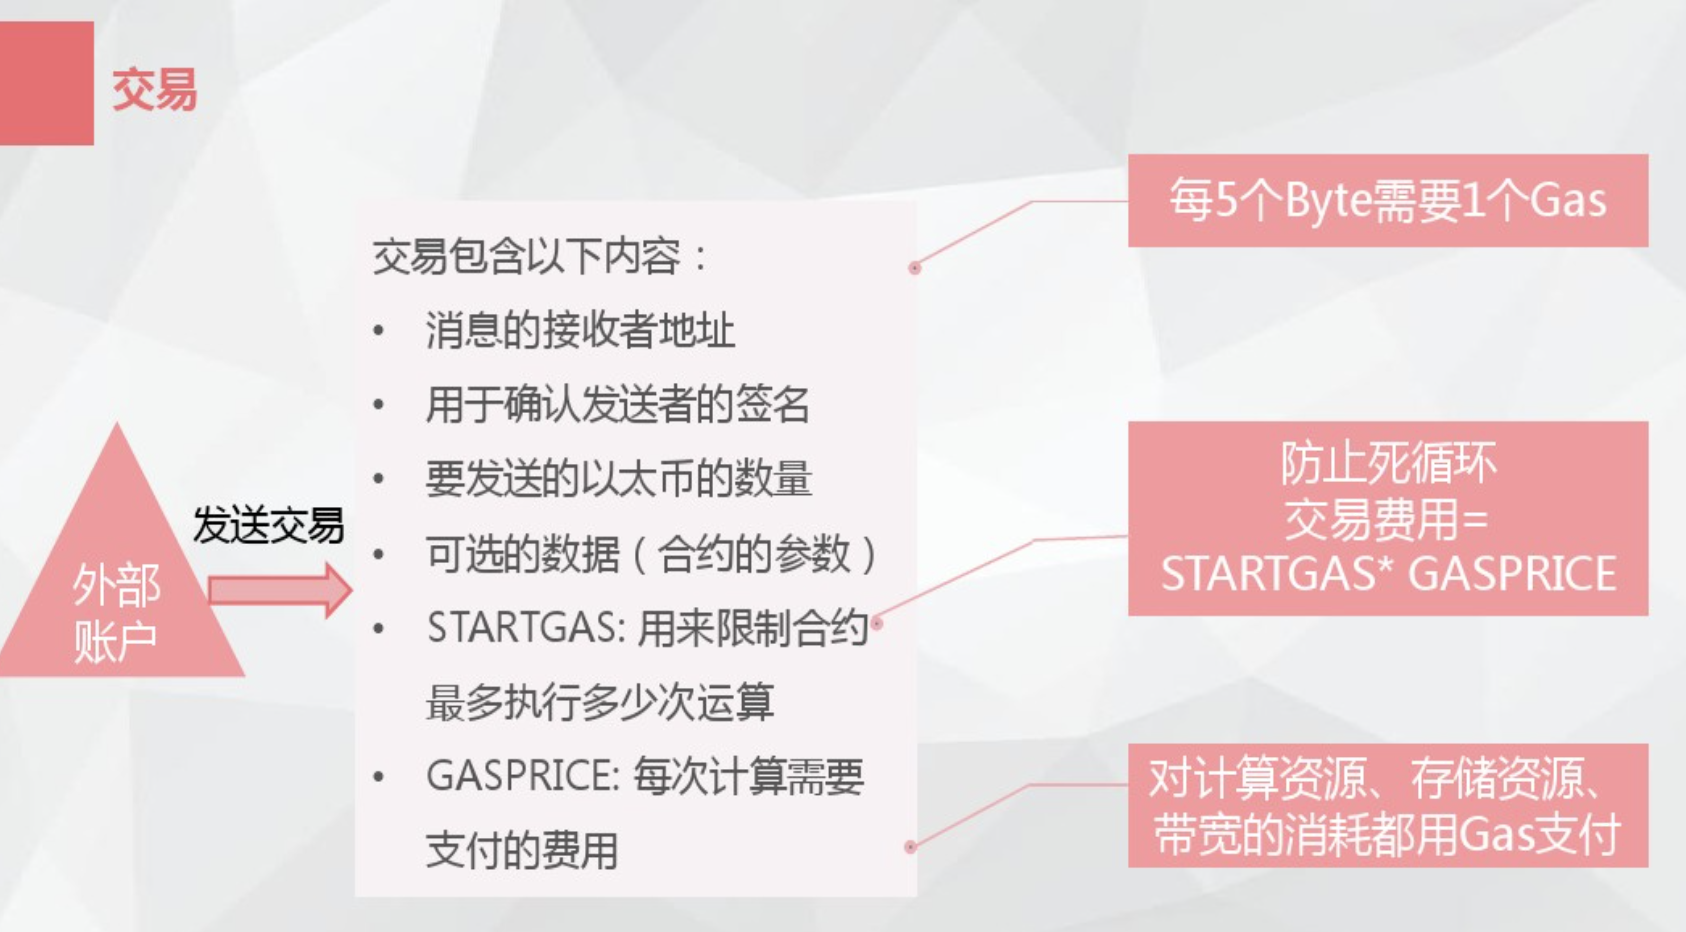 交易
每5个Byte需要1个Gas
交易包含以下内容：
• 消息的接收者地址
• 用于确认发送者的签名
• 要发送的以太币的数量
• 可选的数据（合约的参数）
• STARTGAS: 用来限制合约
最多执行多少次运算
• GASPRICE: 每次计算需要
支付的费用
发送交易
外部
账户
防止死循环
交易费用=
STARTGAS* GASPRICE
对计算资源、存储资源、
带宽的消耗都用Gas支付